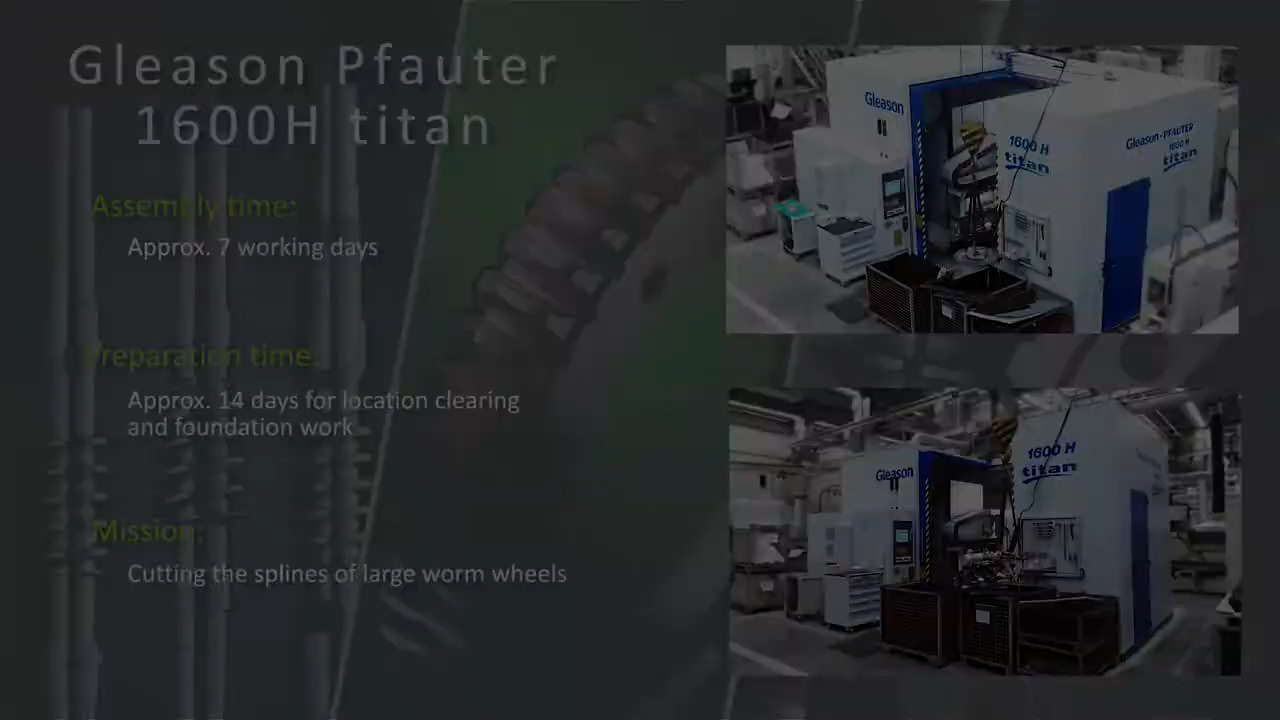 Gleason Pfauter
1600H titan
Assembly time:
Approx. 7 working days
Preparation time:
Approx. 14 days for location clearing
and foundation work
Mission:
Cutting the splines of large worm wheels
Gleason
1600 H
titan
Gleason-PFAUTER
1600 H
titan
Gleason
1600 H
titan